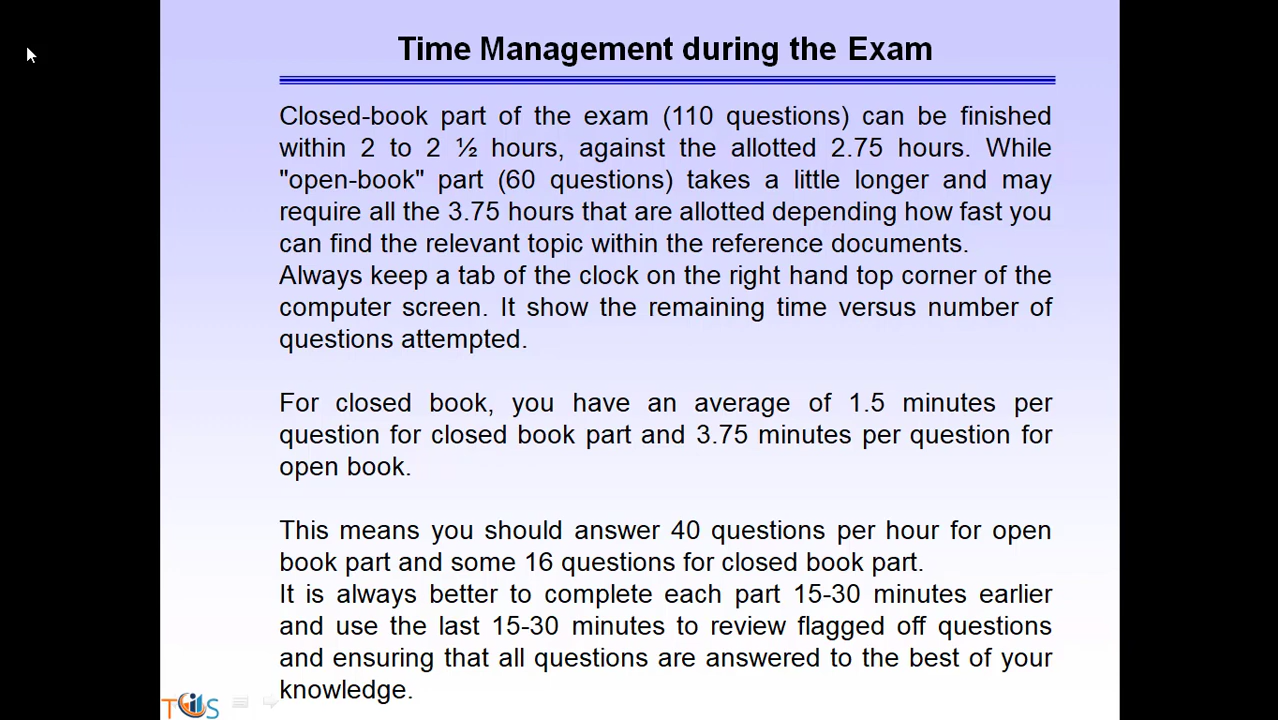 Time Management during the Exam
Closed-book part of the exam (110 questions) can be finished
within 2 to 2 ½ hours, against the allotted 2.75 hours. While
"open-book" part (60 questions) takes a little longer and may
require all the 3.75 hours that are allotted depending how fast you
can find the relevant topic within the reference documents.
Always keep a tab of the clock on the right hand top corner of the
computer screen. It show the remaining time versus number of
questions attempted.
For closed book, you have an average of 1.5 minutes per
question for closed book part and 3.75 minutes per question for
open book.
This means you should answer 40 questions per hour for open
book part and some 16 questions for closed book part.
It is always better to complete each part 15-30 minutes earlier
and use the last 15-30 minutes to review flagged off questions
and ensuring that all questions are answered to the best of your
knowledge.